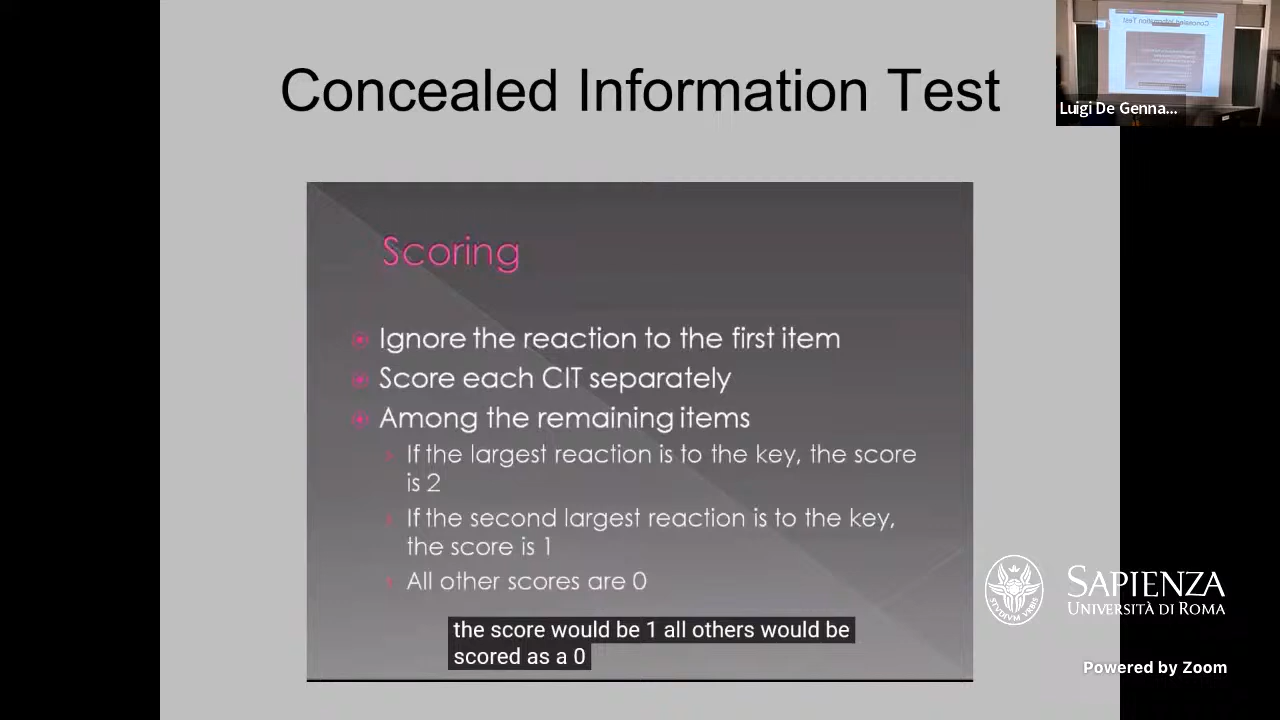 Concealed Information Test
Luigi De Genna...
Scoring
Ignore the reaction to the first item
Score each CIT separately
Among the remaining items
If the largest reaction is to the key, the score
is 2
If the second largest reaction is to the key,
the score is 1
All other scores are 0
the score would be 1 all others would be
scored as a 0
SAPIENZA
UNIVERSITÀ DI ROMA
STUDIUM URBIS
Powered by Zoom